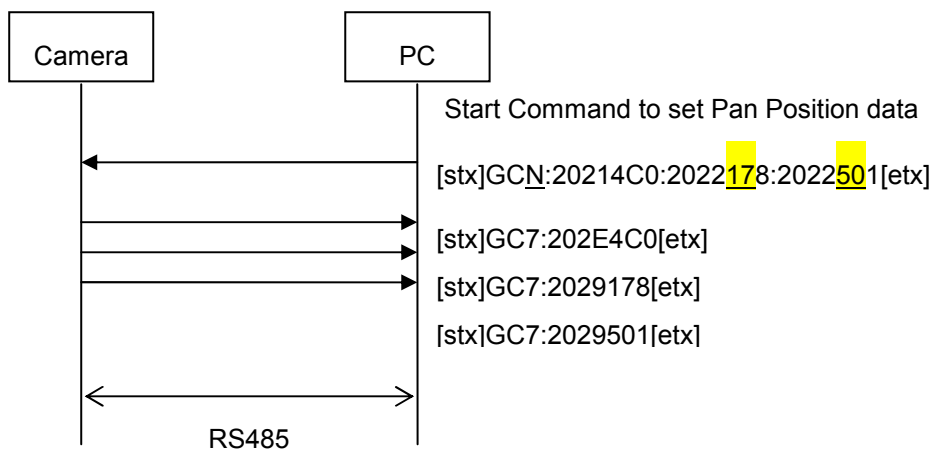 Camera
PC
Start Command to set Pan Position data
[stx]GCN:20214C0:2022178:2022501[etx]
[stx]GC7:202E4C0[etx]
[stx]GC7:2029178[etx]
[stx]GC7:2029501[etx]
RS485